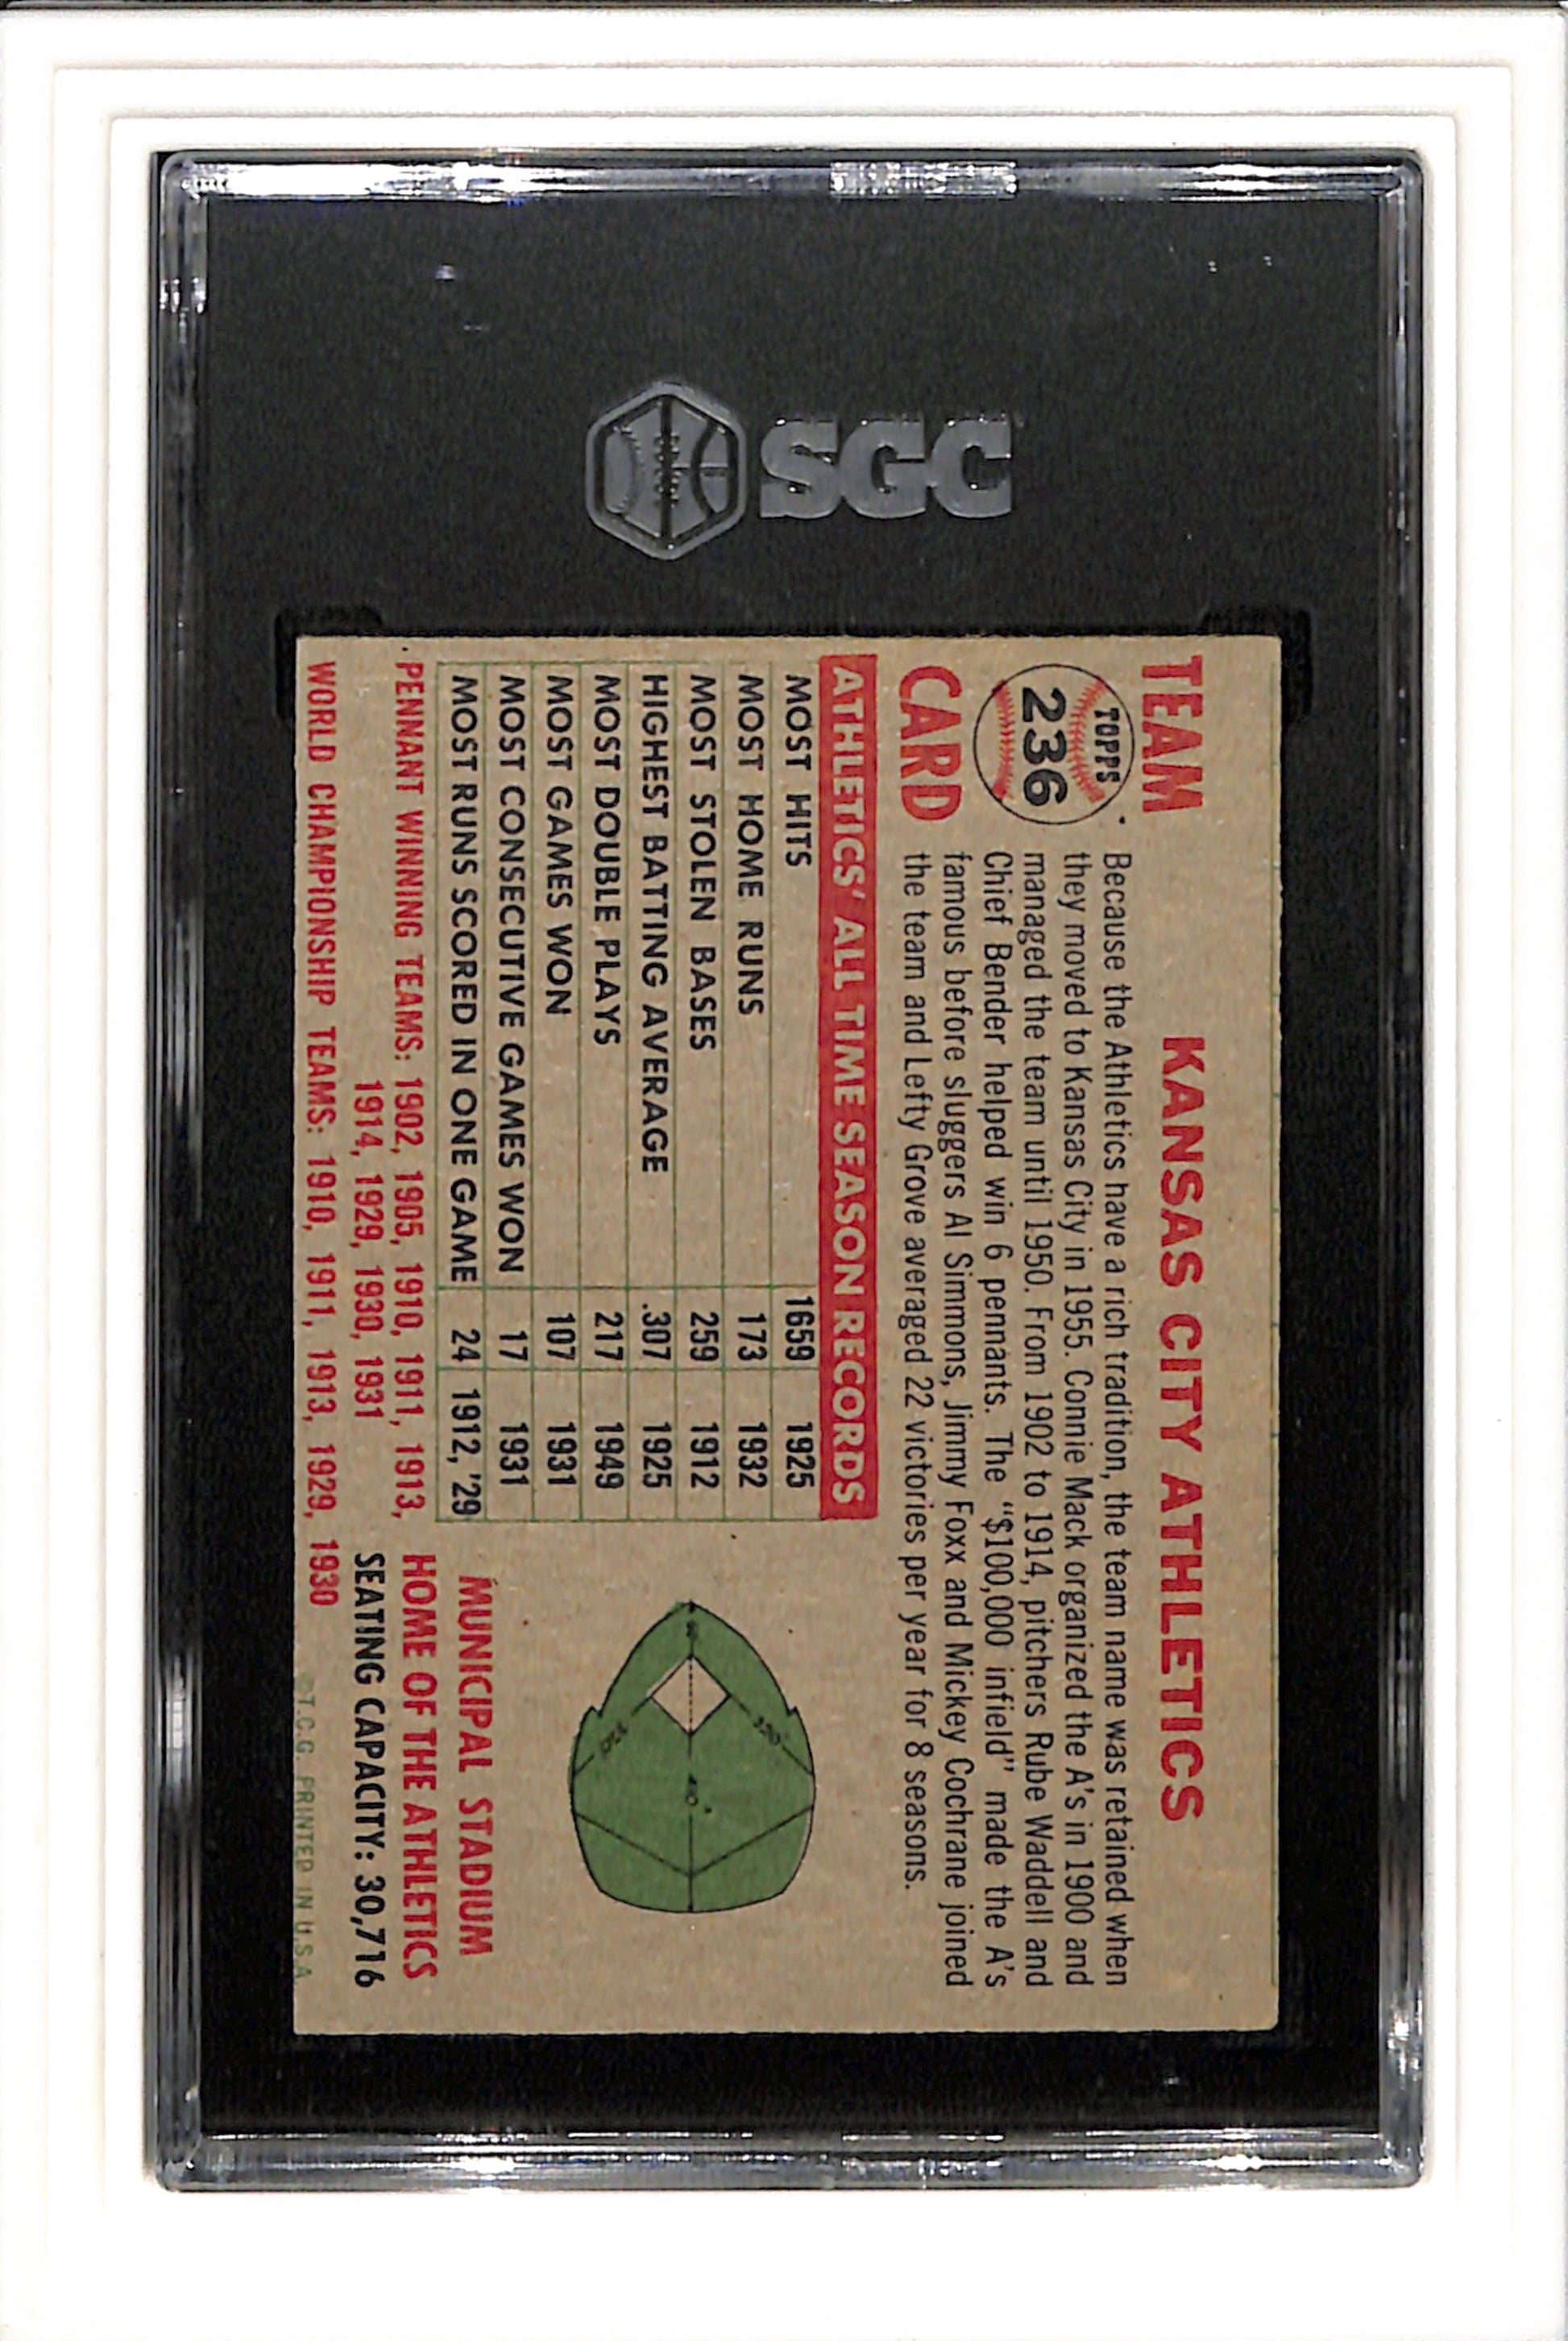 SGC
TEAM
TOPPS
236
CARD
KANSAS CITY ATHLETICS
Because the Athletics have a rich tradition, the team name was retained when
they moved to Kansas City in 1955. Connie Mack organized the A's in 1900 and
managed the team until 1950. From 1902 to 1914, pitchers Rube Waddell and
Chief Bender helped win 6 pennants. The "$100,000 infield" made the A's
famous before sluggers Al Simmons, Jimmy Foxx and Mickey Cochrane joined
the team and Lefty Grove averaged 22 victories per year for 8 seasons.
ATHLETICS' ALL TIME SEASON RECORDS
MOST HITS 1659 1925
MOST HOME RUNS 173 1932
MOST STOLEN BASES 259 1912
HIGHEST BATTING AVERAGE .307 1925
MOST DOUBLE PLAYS 217 1949
MOST GAMES WON 107 1931
MOST CONSECUTIVE GAMES WON 17 1931
MOST RUNS SCORED IN ONE GAME 24 1912, '29
PENNANT WINNING TEAMS: 1902, 1905, 1910, 1911, 1913,
1914, 1929, 1930, 1931
WORLD CHAMPIONSHIP TEAMS: 1910, 1911, 1913, 1929, 1930
MUNICIPAL STADIUM
HOME OF THE ATHLETICS
SEATING CAPACITY: 30,716
©T.C.G. PRINTED IN U.S.A.